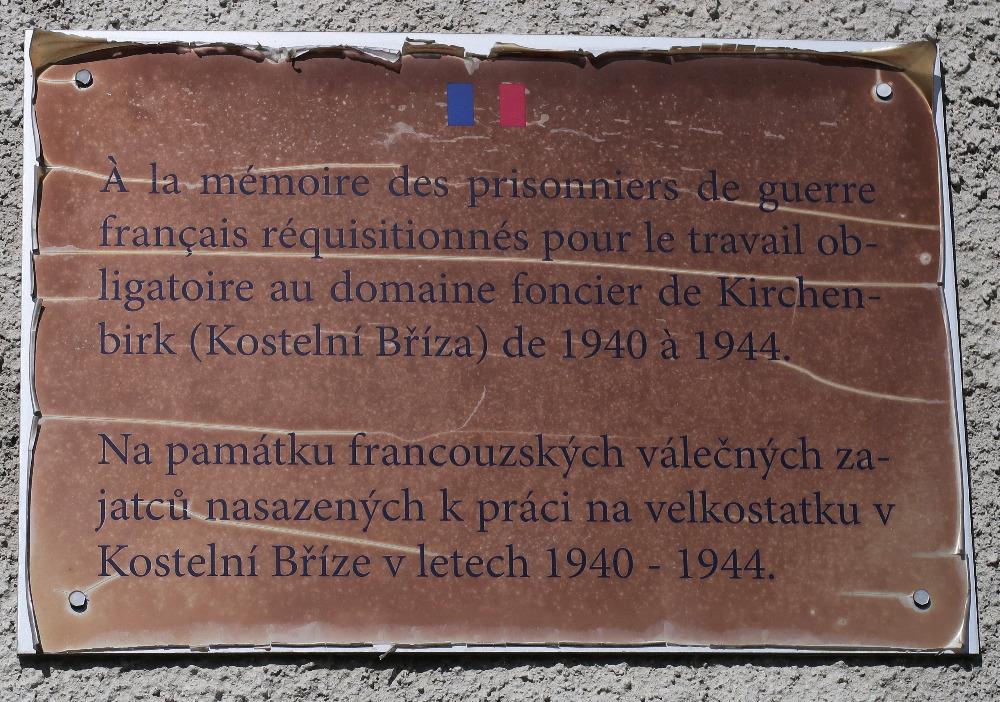 À la mémoire des prisonniers de guerre
français réquisitionnés pour le travail ob-
ligatoire au domaine foncier de Kirchen-
birk (Kostelní Bříza) de 1940 à 1944.
Na památku francouzských válečných za-
jatců nasazených k práci na velkostatku v
Kostelní Bříze v letech 1940 - 1944.